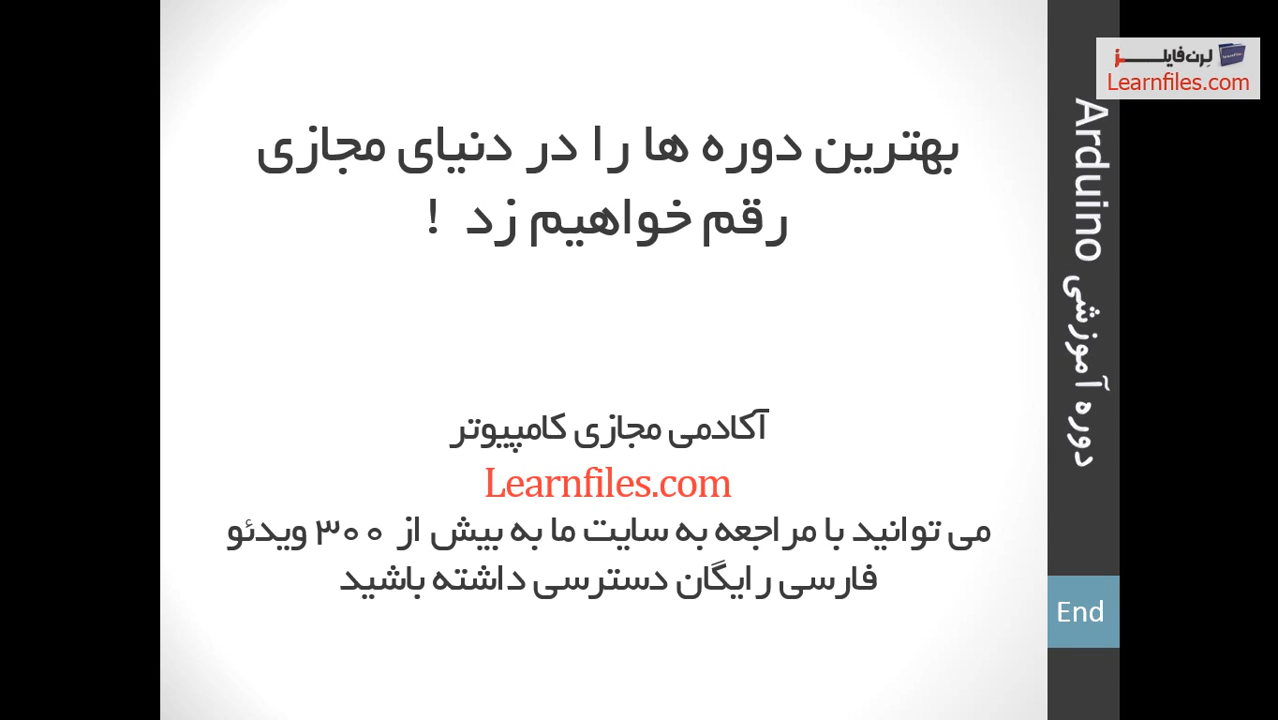 بهترین دوره ها را در دنیای مجازی
رقم خواهیم زد !
آکادمی مجازی کامپیوتر
Learnfiles.com
می توانید با مراجعه به سایت ما به بیش از ۳۰۰ ویدئو
فارسی رایگان دسترسی داشته باشید
لرن فایلـــز
Learnfiles.com
دوره آموزشی Arduino
End